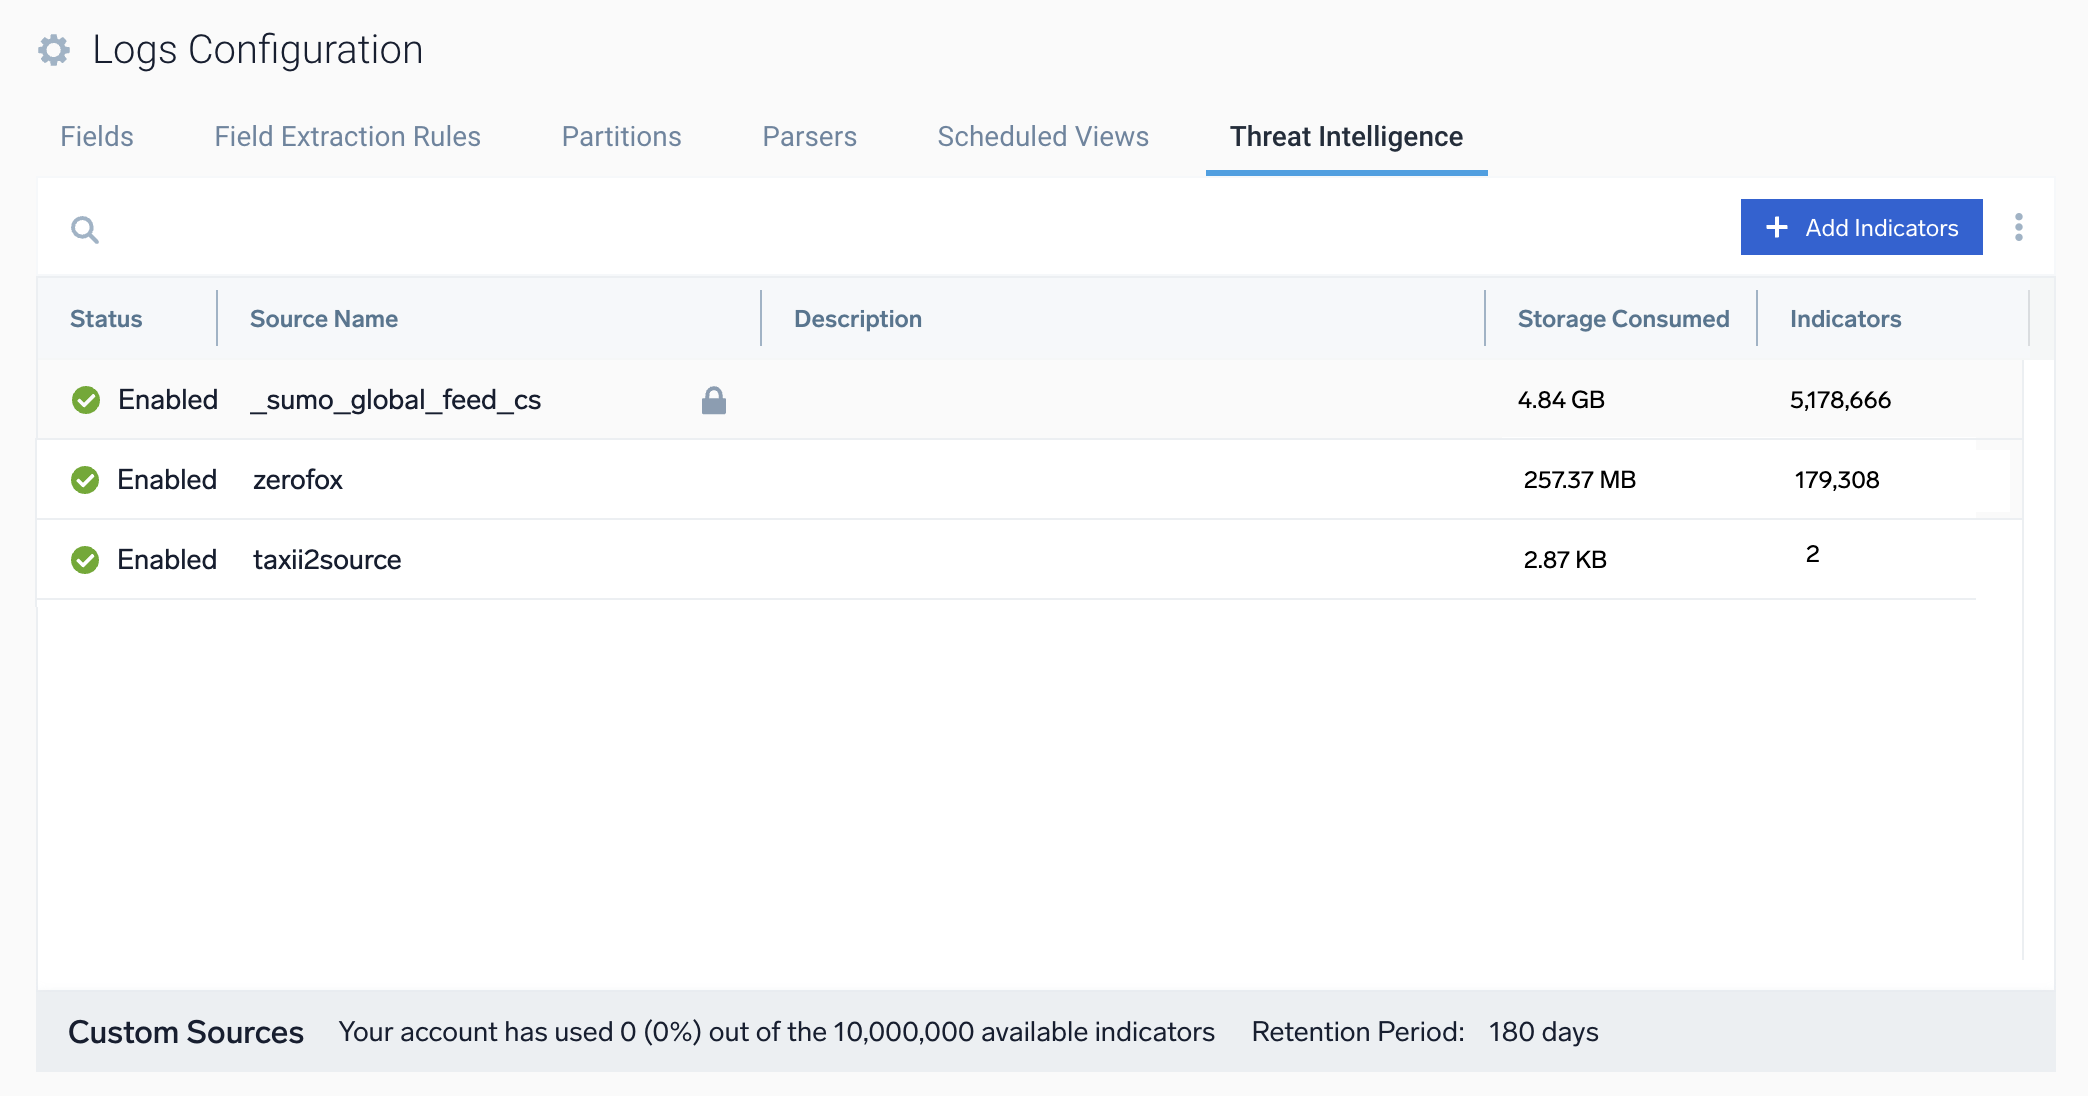 Logs Configuration
Fields Field Extraction Rules Partitions Parsers Scheduled Views Threat Intelligence
+ Add Indicators
Status Source Name Description Storage Consumed Indicators
Enabled _sumo_global_feed_cs 4.84 GB 5,178,666
Enabled zerofox 257.37 MB 179,308
Enabled taxii2source 2.87 KB 2
Custom Sources Your account has used 0 (0%) out of the 10,000,000 available indicators Retention Period: 180 days